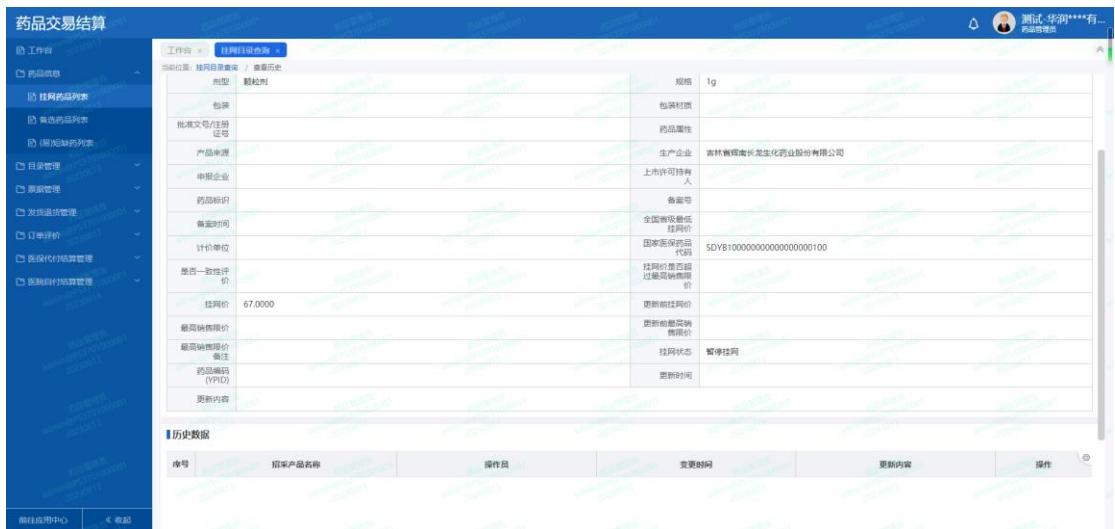 药品交易结算
测试-华润****有...
药品管理员
工作台
药品信息
挂网药品列表
备选药品列表
(易)短缺药列表
目录管理
票据管理
发货退货管理
订单评价
医保代付结算管理
医院自付结算管理
前往应用中心
收起
工作台 × 挂网目录查询 ×
当前位置: 挂网目录查询 / 查看历史
剂型 颗粒剂 规格 1g
包装 包装材质
批准文号/注册证号 药品属性
产品来源 生产企业 吉林省辉南长龙生化药业股份有限公司
申报企业 上市许可持有人
药品标识 备案号
备案时间 全国省级最低挂网价
计价单位 国家医保药品代码
是否一致性评价 挂网价是否超过最高销售限价
挂网价 67.0000 更新前挂网价
最高销售限价 更新前最高销售限价
最高销售限价备注 挂网状态 暂停挂网
药品编码(YPID) 更新时间
更新内容
历史数据
序号 招采产品名称 操作员 变更时间 更新内容 操作